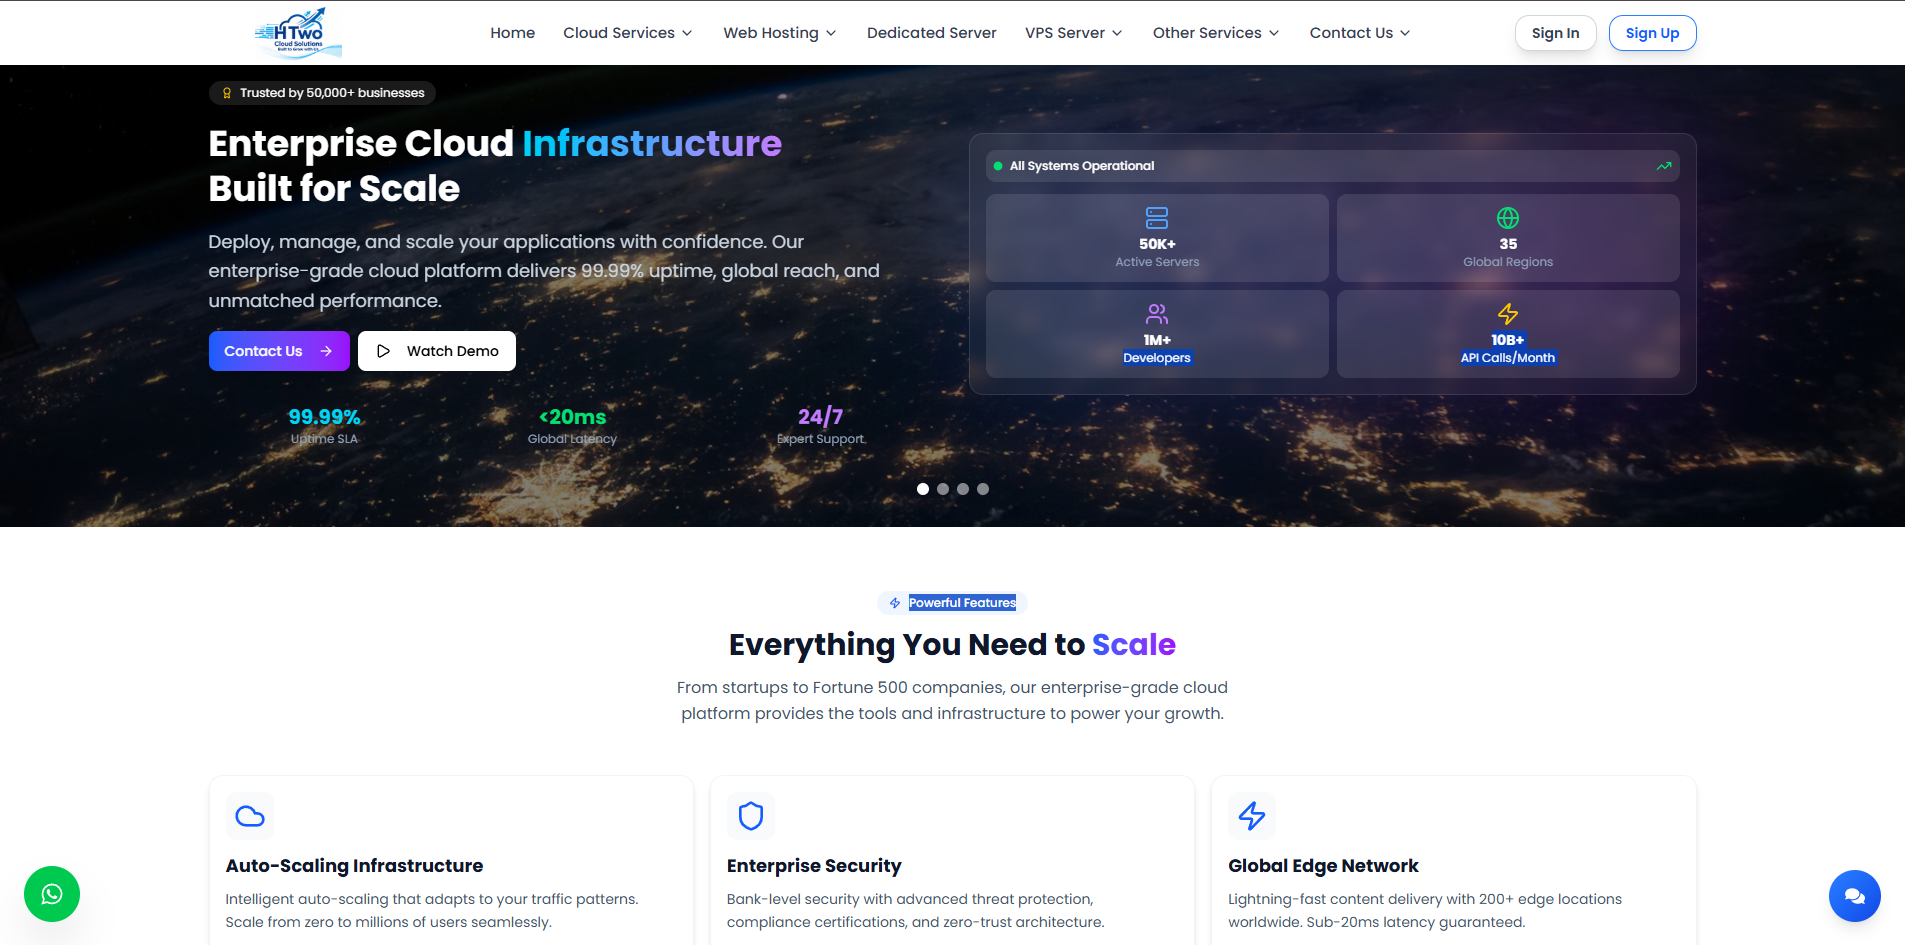 HTwo
Cloud Solutions
Built to Grow with Us
Home
Cloud Services
Web Hosting
Dedicated Server
VPS Server
Other Services
Contact Us
Sign In
Sign Up
Trusted by 50,000+ businesses
Enterprise Cloud Infrastructure
Built for Scale
Deploy, manage, and scale your applications with confidence. Our
enterprise-grade cloud platform delivers 99.99% uptime, global reach, and
unmatched performance.
Contact Us
Watch Demo
99.99%
Uptime SLA
<20ms
Global Latency
24/7
Expert Support
All Systems Operational
50K+
Active Servers
35
Global Regions
1M+
Developers
10B+
API Calls/Month
Powerful Features
Everything You Need to Scale
From startups to Fortune 500 companies, our enterprise-grade cloud
platform provides the tools and infrastructure to power your growth.
Auto-Scaling Infrastructure
Intelligent auto-scaling that adapts to your traffic patterns.
Scale from zero to millions of users seamlessly.
Enterprise Security
Bank-level security with advanced threat protection,
compliance certifications, and zero-trust architecture.
Global Edge Network
Lightning-fast content delivery with 200+ edge locations
worldwide. Sub-20ms latency guaranteed.